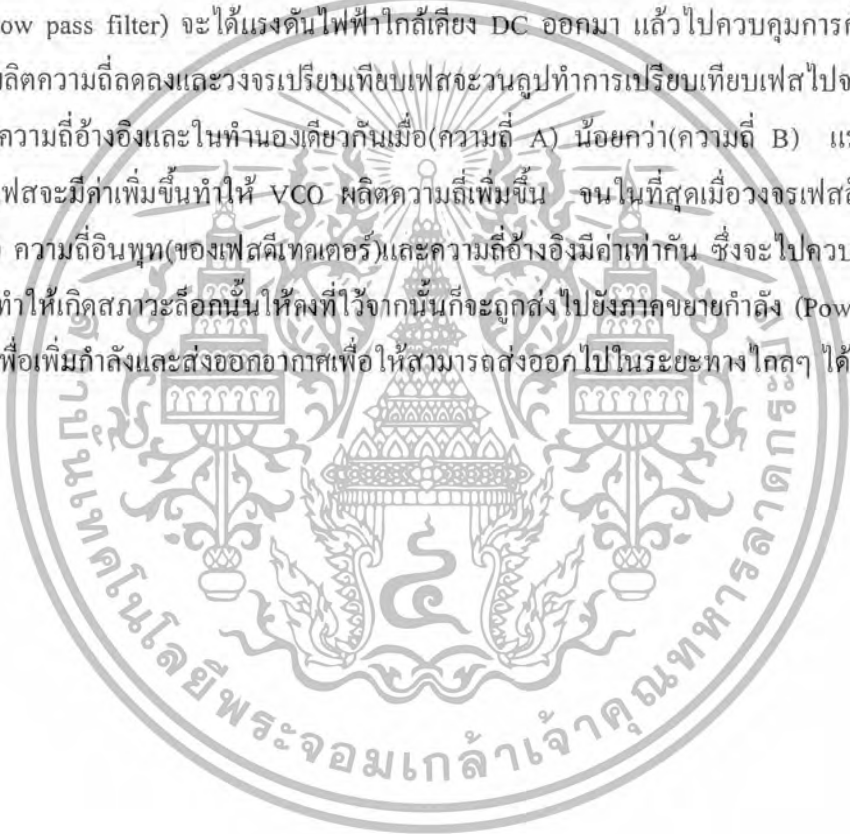 ow pass filter) จะได้แรงดันไฟฟ้าใกล้เคียง DC ออกมา แล้วไปควบคุมการ
ผลิตความถี่ลดลงและวงจรเปรียบเทียบเฟสจะวนลูปทำการเปรียบเทียบเฟสไปจ
ความถี่อ้างอิงและในทำนองเดียวกันเมื่อ(ความถี่ A) น้อยกว่า(ความถี่ B) แร
ฟสจะมีค่าเพิ่มขึ้นทำให้ VCO ผลิตความถี่เพิ่มขึ้น จนในที่สุดเมื่อวงจรเฟสล
ความถี่อินพุท(ของเฟสดีเทคเตอร์)และความถี่อ้างอิงมีค่าเท่ากัน ซึ่งจะไปควบ
ทำให้เกิดสภาวะล็อกนั้นให้คงที่ไว้จากนั้นก็จะถูกส่งไปยังภาคขยายกำลัง (Pow
พื่อเพิ่มกำลังและส่งออกอากาศเพื่อให้สามารถส่งออกไปในระยะทางไกลๆ ได้
สถาบันเทคโนโลยีพระจอมเกล้าเจ้าคุณทหารลาดกระบัง